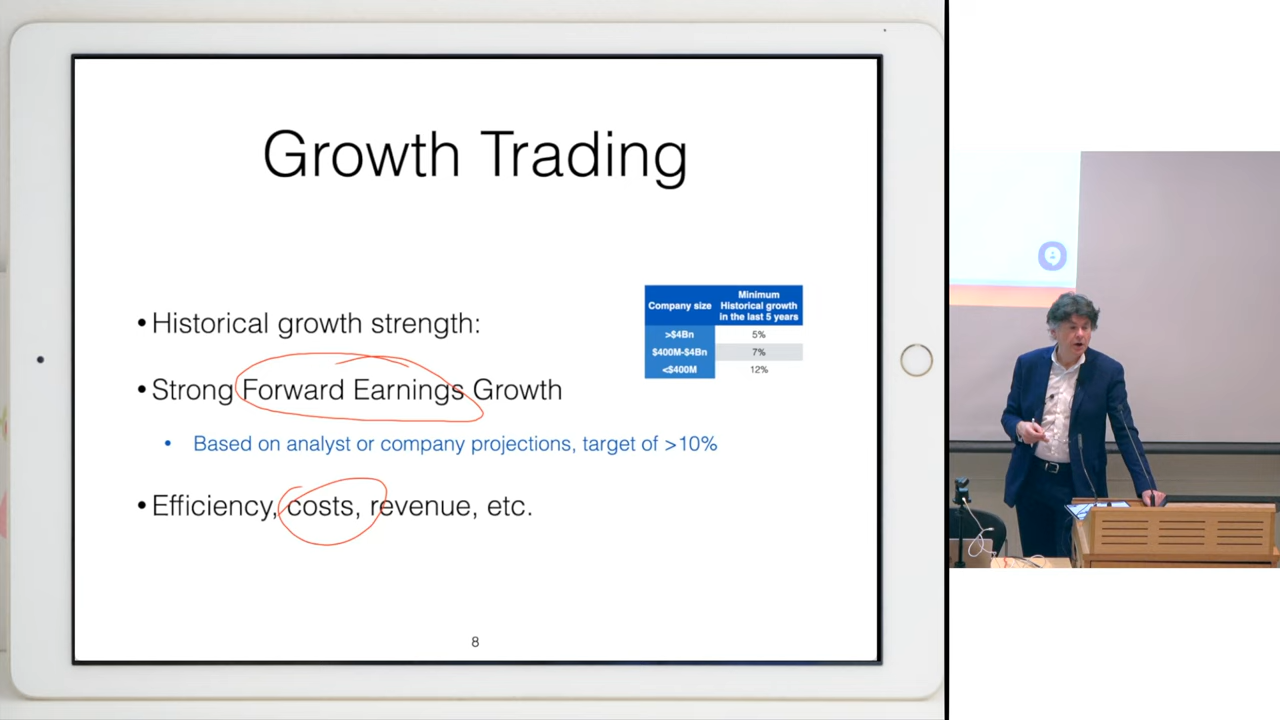 Growth Trading
•Historical growth strength:
•Strong Forward Earnings Growth
• Based on analyst or company projections, target of >10%
•Efficiency, costs, revenue, etc.
Company size Minimum Historical growth in the last 5 years
>$4Bn 5%
$400M-$4Bn 7%
<$400M 12%
8